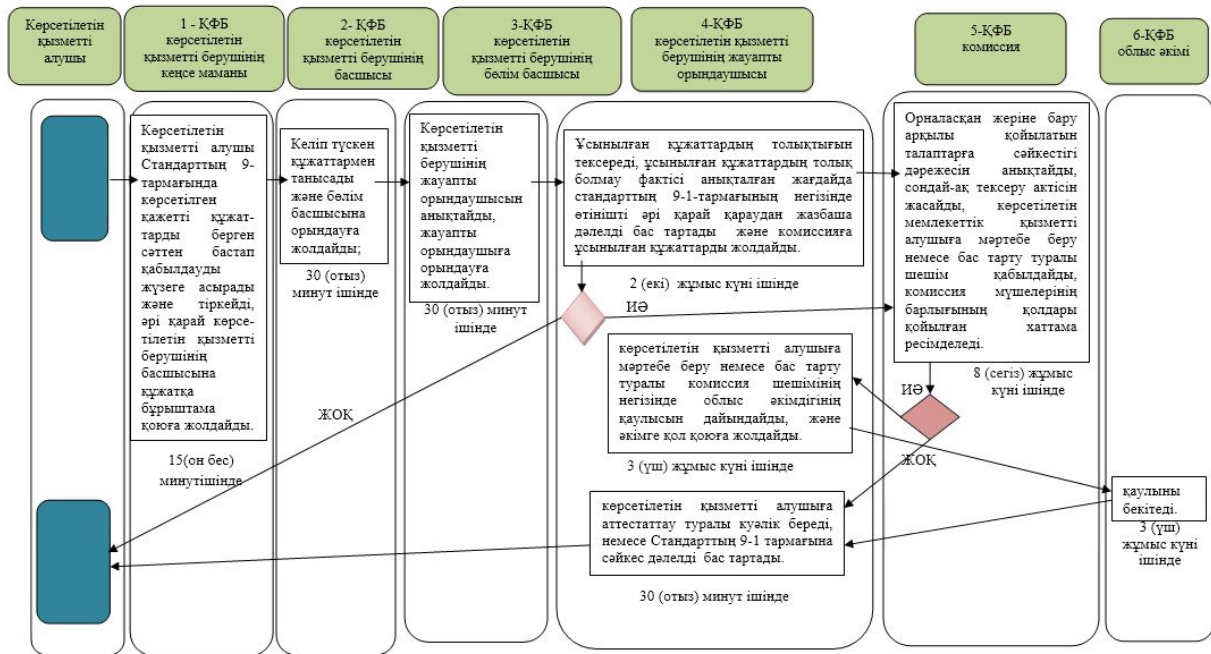 Көрсетілетін
қызметті
алушы
1 - ҚФБ
көрсетілетін
қызметті берушінің
кеңсе маманы
2- ҚФБ
көрсетілетін
қызметті берушінің
басшысы
3-ҚФБ
көрсетілетін
қызметті берушінің
бөлім басшысы
4-ҚФБ
көрсетілетін қызметті
берушінің жауапты
орындаушысы
5-ҚФБ
комиссия
6-ҚФБ
облыс әкімі
Көрсетілетін
қызметті алушы
Стандарттың 9-
тармағында
көрсетілген
қажетті құжат-
тарды берген
сәттен бастап
қабылдауды
жүзеге асырады
және тіркейді,
әрі қарай көрсе-
тілетін қызметті
берушінің
басшысына
құжатқа
бұрыштама
қоюға жолдайды.
15(он бес)
минутішінде
Келіп түскен
құжаттармен
танысады
және бөлім
басшысына
орындауға
жолдайды;
30 (отыз)
минут ішінде
Көрсетілетін
қызметті
берушінің
жауапты
орындаушысын
анықтайды,
жауапты
орындаушыға
орындауға
жолдайды.
30 (отыз) минут
ішінде
Ұсынылған құжаттардың толықтығын
тексереді, ұсынылған құжаттардың толық
болмау фактісі анықталған жағдайда
стандарттың 9-1-тармағының негізінде
өтінішті әрі қарай қараудан жазбаша
дәлелді бас тартады және комиссияға
ұсынылған құжаттарды жолдайды.
2 (екі) жұмыс күні ішінде
ИӘ
ЖОҚ
көрсетілетін қызметті алушыға
мәртебе беру немесе бас тарту
туралы комиссия шешімінің
негізінде облыс әкімдігінің
қаулысын дайындайды, және
әкімге қол қоюға жолдайды.
3 (үш) жұмыс күні ішінде
көрсетілетін қызметті алушыға
аттестаттау туралы куәлік береді,
немесе Стандарттың 9-1 тармағына
сәйкес дәлелді бас тартады.
30 (отыз) минут ішінде
Орналасқан жеріне бару
арқылы қойылатын
талаптарға сәйкестігі
дәрежесін анықтайды,
сондай-ақ тексеру актісін
жасайды, көрсетілетін
мемлекеттік қызметті
алушыға мәртебе беру
немесе бас тарту туралы
шешім қабылдайды,
комиссия мүшелерінің
барлығының қолдары
қойылған хаттама
ресімделеді.
8 (сегіз) жұмыс
күні ішінде
ИӘ
ЖОҚ
қаулыны
бекітеді.
3 (үш)
жұмыс күні
ішінде